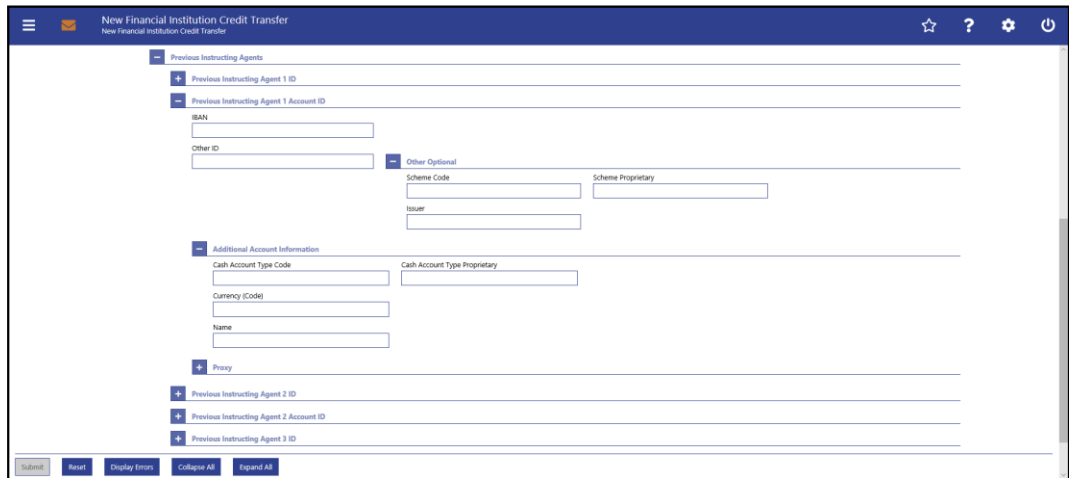 New Financial Institution Credit Transfer
New Financial Institution Credit Transfer
?
− Previous Instructing Agents
+ Previous Instructing Agent 1 ID
− Previous Instructing Agent 1 Account ID
IBAN
Other ID
− Other Optional
Scheme Code Scheme Proprietary
Issuer
− Additional Account Information
Cash Account Type Code Cash Account Type Proprietary
Currency (Code)
Name
+ Proxy
+ Previous Instructing Agent 2 ID
+ Previous Instructing Agent 2 Account ID
+ Previous Instructing Agent 3 ID
Submit Reset Display Errors Collapse All Expand All